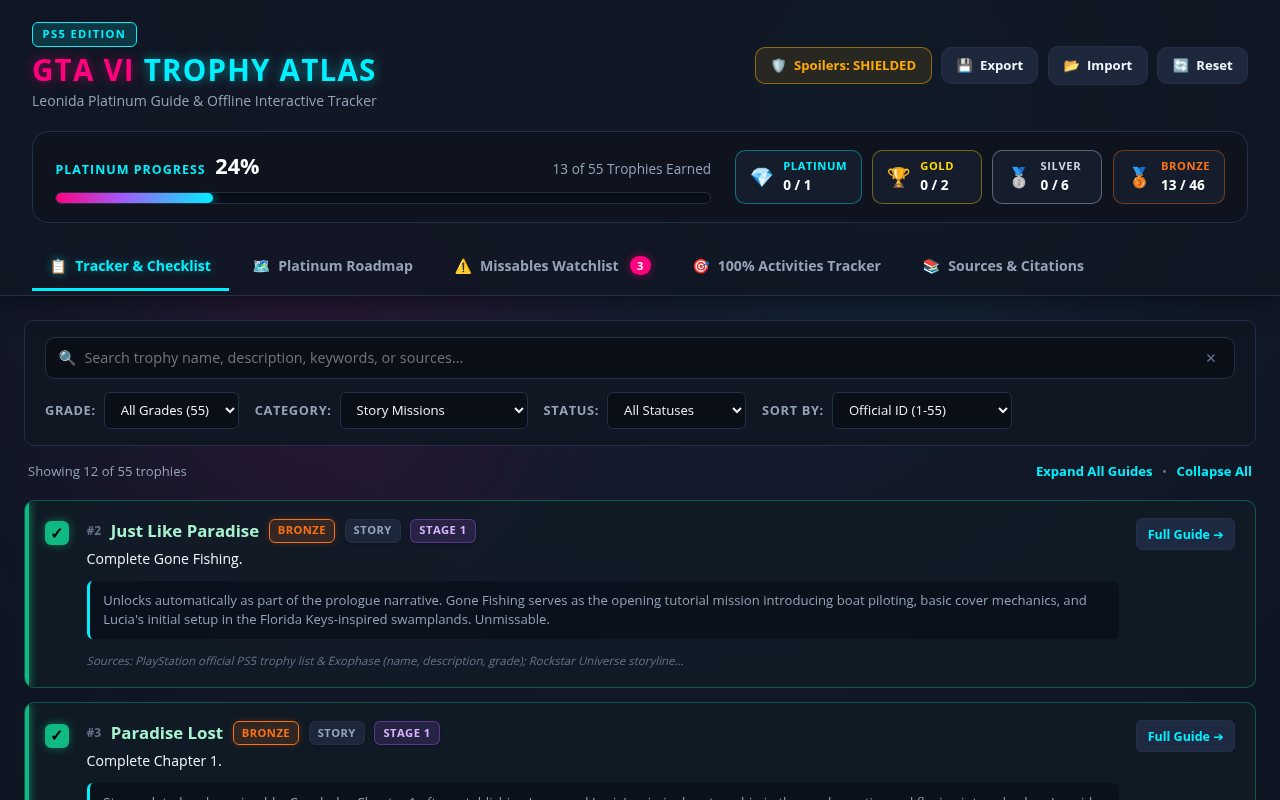 PS5 EDITION
GTA VI TROPHY ATLAS
Leonida Platinum Guide & Offline Interactive Tracker
Spoilers: SHIELDED
Export
Import
Reset
PLATINUM PROGRESS 24%
13 of 55 Trophies Earned
PLATINUM
0 / 1
GOLD
0 / 2
SILVER
0 / 6
BRONZE
13 / 46
Tracker & Checklist
Platinum Roadmap
Missables Watchlist 3
100% Activities Tracker
Sources & Citations
Search trophy name, description, keywords, or sources...
GRADE: All Grades (55) CATEGORY: Story Missions STATUS: All Statuses SORT BY: Official ID (1-55)
Showing 12 of 55 trophies
Expand All Guides • Collapse All
#2 Just Like Paradise BRONZE STORY STAGE 1
Full Guide →
Complete Gone Fishing.
Unlocks automatically as part of the prologue narrative. Gone Fishing serves as the opening tutorial mission introducing boat piloting, basic cover mechanics, and
Lucia's initial setup in the Florida Keys-inspired swamplands. Unmissable.
Sources: PlayStation official PS5 trophy list & Exophase (name, description, grade); Rockstar Universe storyline...
#3 Paradise Lost BRONZE STORY STAGE 1
Full Guide →
Complete Chapter 1.